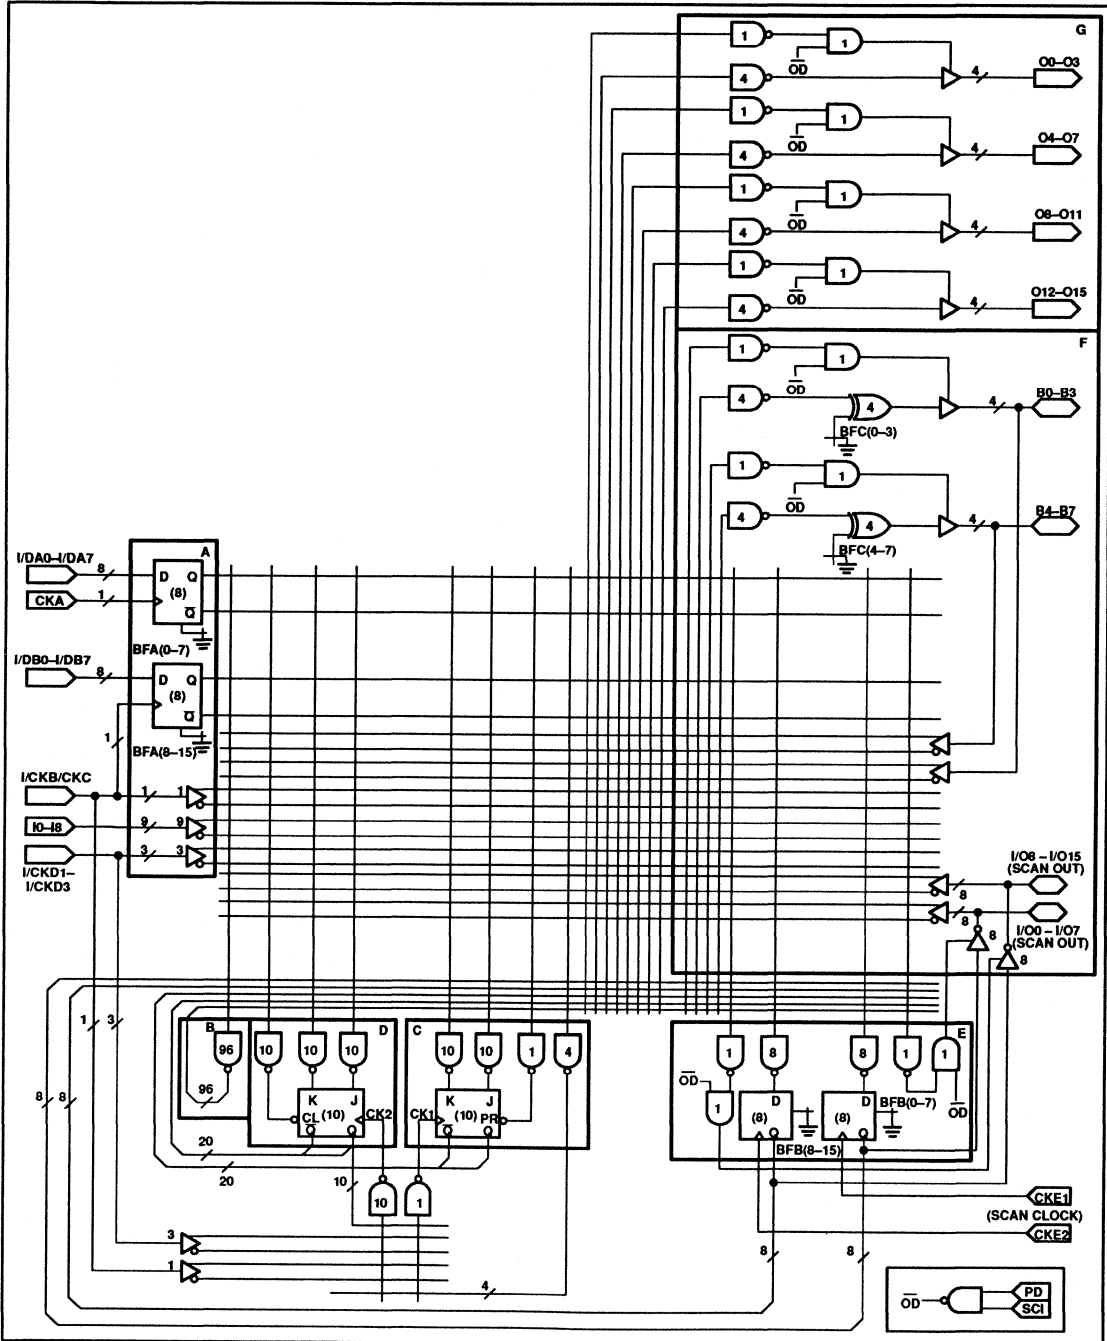 G
1
1
OD
O0–O3
4
4
1
1
OD
O4–O7
4
4
1
1
OD
O8–O11
4
4
1
1
OD
O12–O15
4
4
F
1
1
OD
B0–B3
4
4
4
BFC(0–3)
1
1
OD
B4–B7
4
4
4
BFC(4–7)
A
I/DA0–I/DA7
8
D Q
(8)
CKA
1
Q
BFA(0–7)
I/DB0–I/DB7
8
D Q
(8)
Q
1
BFA(8–15)
I/CKB/CKC
1 1
I0–I8
9 9
3 3
I/CKD1–
I/CKD3
I/O8 – I/O15
(SCAN OUT)
8
8
I/O0 – I/O7
(SCAN OUT)
8
8
1 3
B D C E
96 10 10 10
10 10 1 4
1 8 8 1 1
96
OD
K J
CL (10) CK2
Q Q
K J
CK1 (10) PR
Q Q
1
D
(8)
Q
BFB(8–15)
D
(8)
Q
BFB(0–7)
OD
8 8
20
20
10
10 1
CKE1
(SCAN CLOCK)
CKE2
3
1
8 8
4
OD
PD
SCI